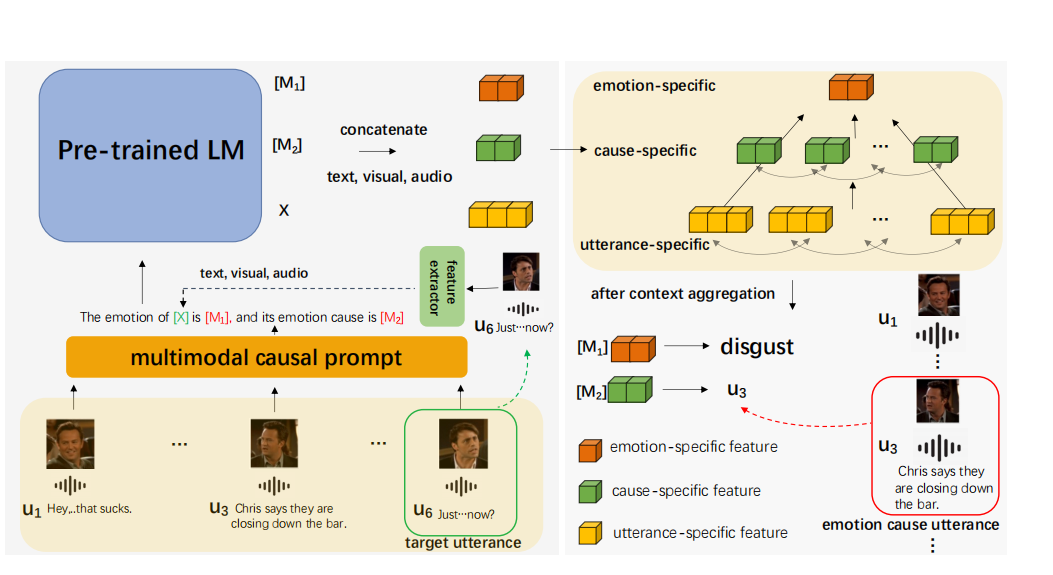 Pre-trained LM
[M1]
[M2]
X
concatenate
text, visual, audio
text, visual, audio
feature
extractor
u6 Just···now?
The emotion of [X] is [M1], and its emotion cause is [M2]
multimodal causal prompt
...
...
u1 Hey,..that sucks.
u3 Chris says they are
closing down the bar.
u6 Just···now?
target utterance
emotion-specific
cause-specific
...
utterance-specific
...
after context aggregation
[M1]
disgust
[M2]
u3
emotion-specific feature
cause-specific feature
utterance-specific feature
u1
⋮
u3
Chris says they
are closing down
the bar.
emotion cause utterance
⋮